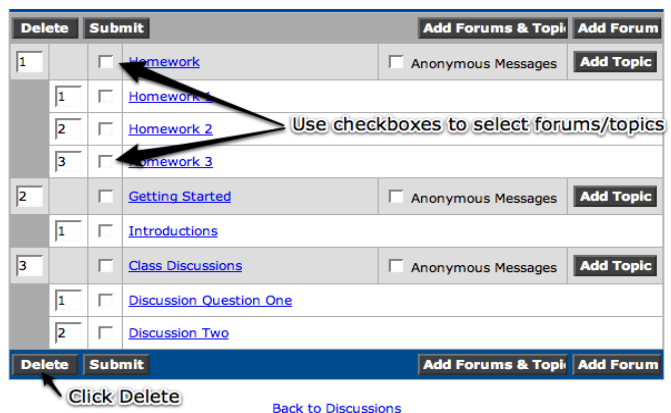 Delete Submit Add Forums & Topi Add Forum
1 Homework Anonymous Messages Add Topic
1 Homework 1
2 Homework 2
Use checkboxes to select forums/topics
3 Homework 3
2 Getting Started Anonymous Messages Add Topic
1 Introductions
3 Class Discussions Anonymous Messages Add Topic
1 Discussion Question One
2 Discussion Two
Delete Submit Add Forums & Topi Add Forum
Click Delete
Back to Discussions